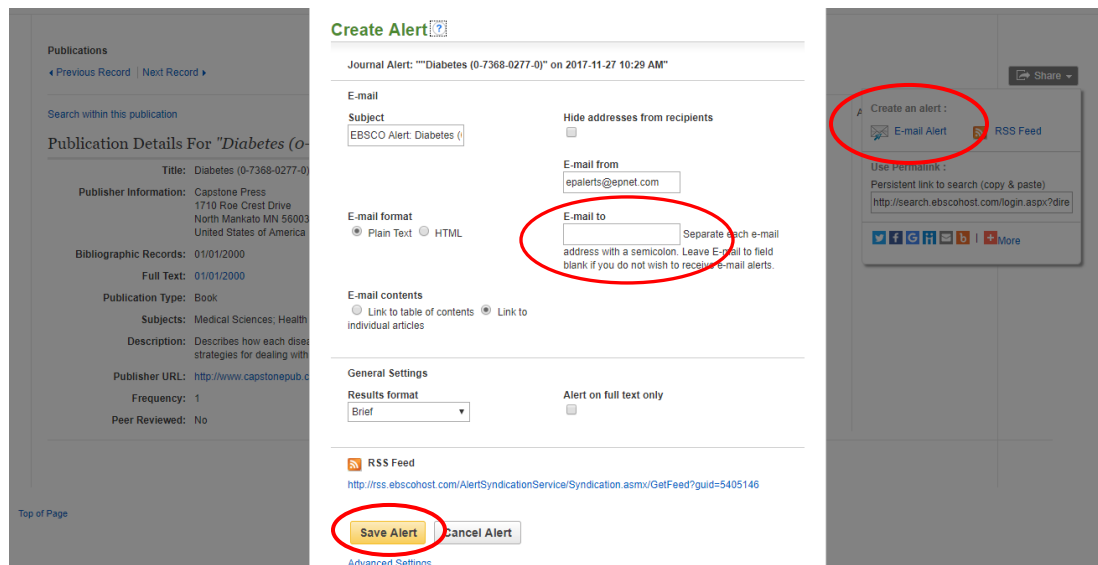 Publications
Previous Record | Next Record
Search within this publication
Publication Details For "Diabetes (0-
Title: Diabetes (0-7368-0277-0)
Publisher Information: Capstone Press
1710 Roe Crest Drive
North Mankato MN 56003
United States of America
Bibliographic Records: 01/01/2000
Full Text: 01/01/2000
Publication Type: Book
Subjects: Medical Sciences; Health
Description: Describes how each disea
strategies for dealing with
Publisher URL: http://www.capstonepub.c
Frequency: 1
Peer Reviewed: No
Top of Page
Create Alert ?
Journal Alert: ""Diabetes (0-7368-0277-0)" on 2017-11-27 10:29 AM"
E-mail
Subject
EBSCO Alert: Diabetes (
Hide addresses from recipients
E-mail from
epalerts@epnet.com
E-mail format
Plain Text HTML
E-mail to
Separate each e-mail
address with a semicolon. Leave E-mail to field
blank if you do not wish to receive e-mail alerts.
E-mail contents
Link to table of contents Link to
individual articles
General Settings
Results format
Brief
Alert on full text only
RSS Feed
http://rss.ebscohost.com/AlertSyndicationService/Syndication.asmx/GetFeed?guid=5405146
Save Alert Cancel Alert
Advanced Settings
Share
Create an alert :
E-mail Alert RSS Feed
Use Permalink :
Persistent link to search (copy & paste)
http://search.ebscohost.com/login.aspx?dire
More